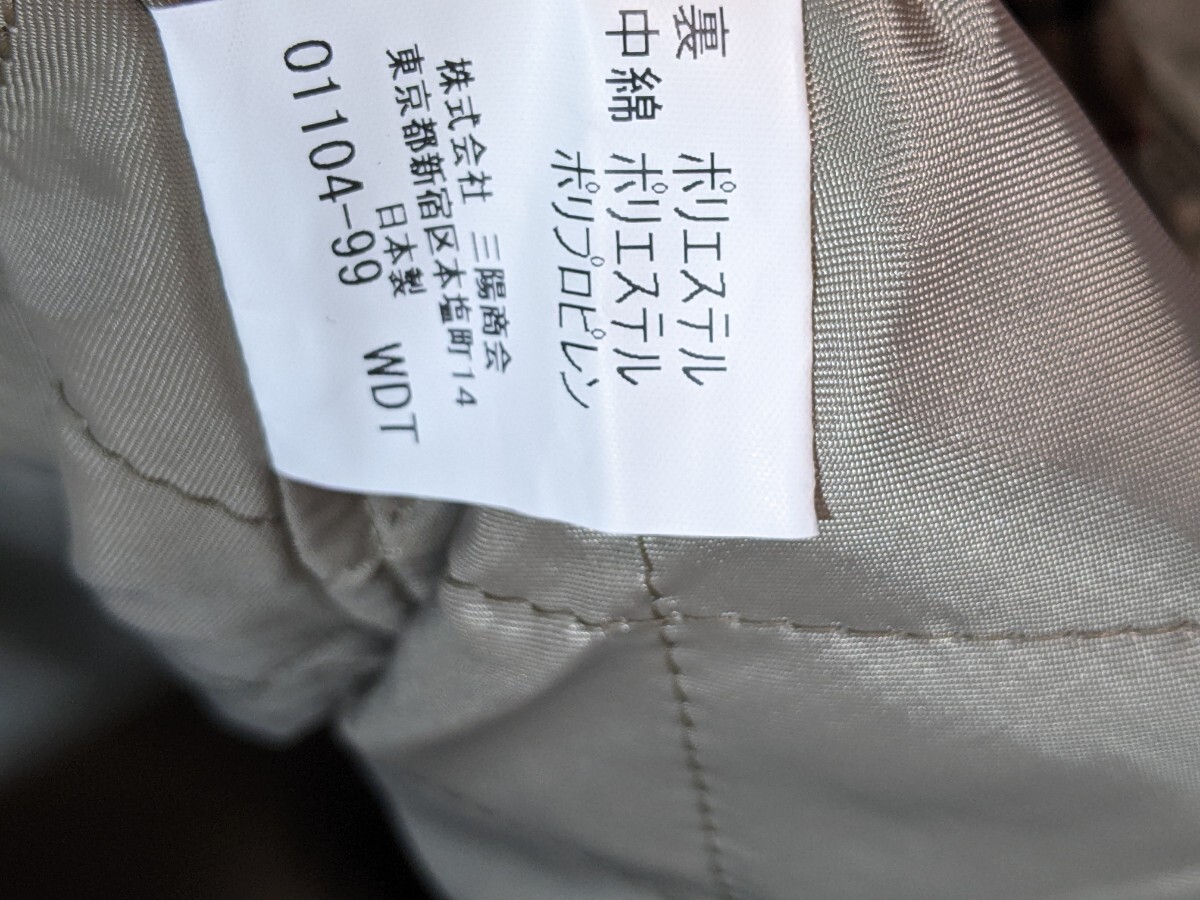 裏 ポリエステル
中綿 ポリエステル
ポリプロピレン
株式会社 三陽商会
東京都新宿区本塩町14
日本製
01104-99 WDT